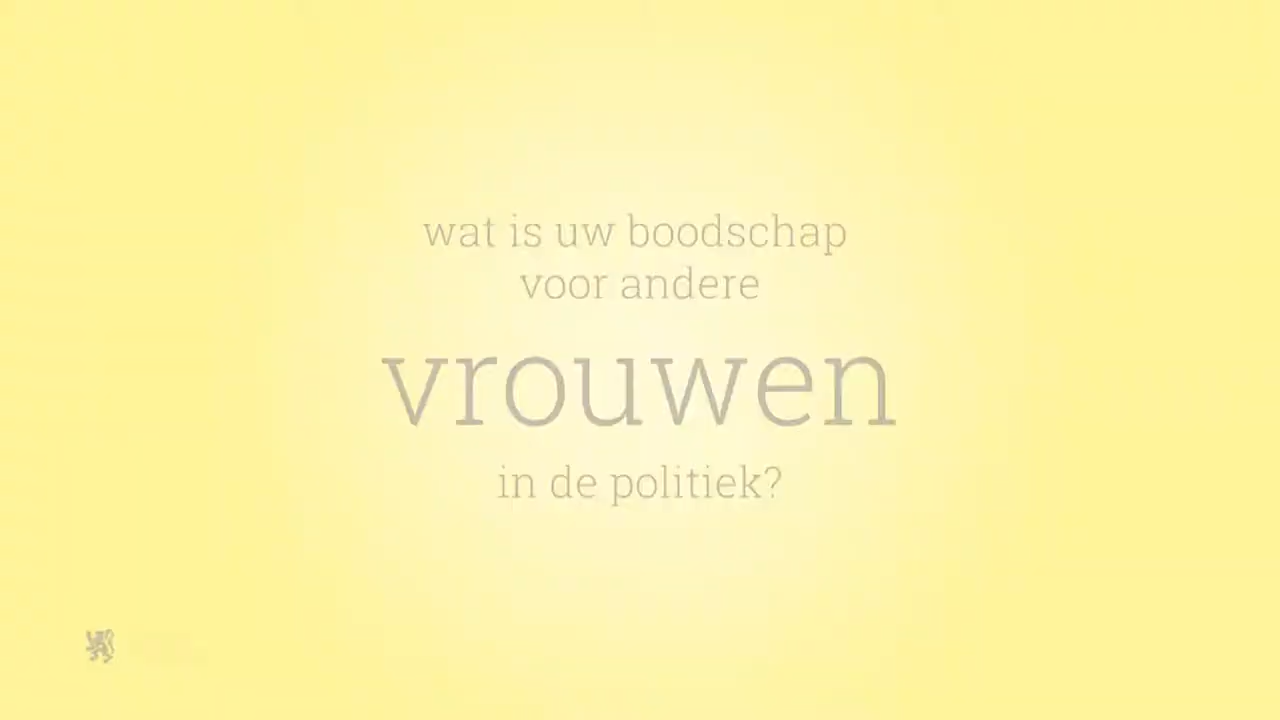 wat is uw boodschap
voor andere
vrouwen
in de politiek?